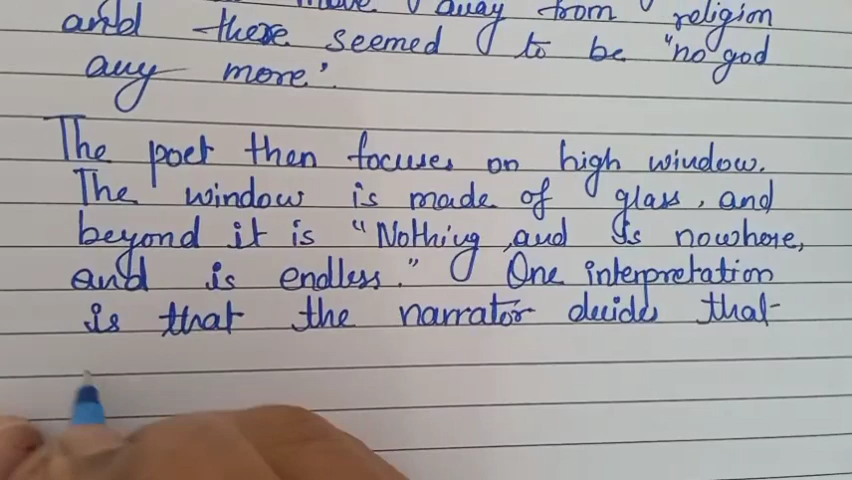 move away from religion
and there seemed to be "no god
any more'.
The poet then focuses on high window.
The window is made of glass, and
beyond it is "Nothing, and is nowhere,
and is endless." One interpretation
is that the narrator decides that